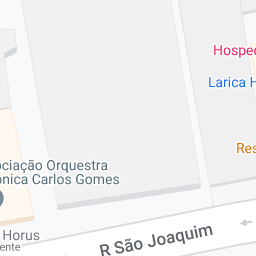 Hospe
Larica H
Res
ociação Orquestra
ônica Carlos Gomes
Horus
ente
R São Joaquim